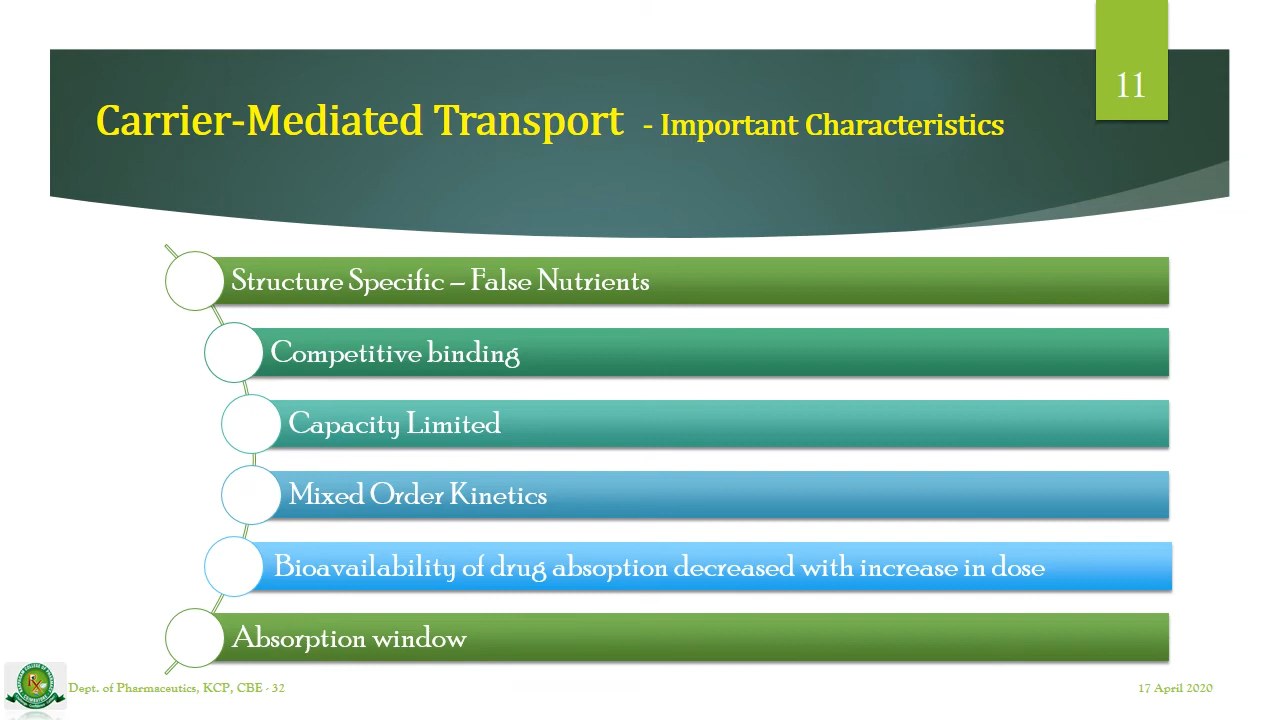 11
Carrier-Mediated Transport - Important Characteristics
Structure Specific – False Nutrients
Competitive binding
Capacity Limited
Mixed Order Kinetics
Bioavailability of drug absoption decreased with increase in dose
Absorption window
Dept. of Pharmaceutics, KCP, CBE - 32
17 April 2020